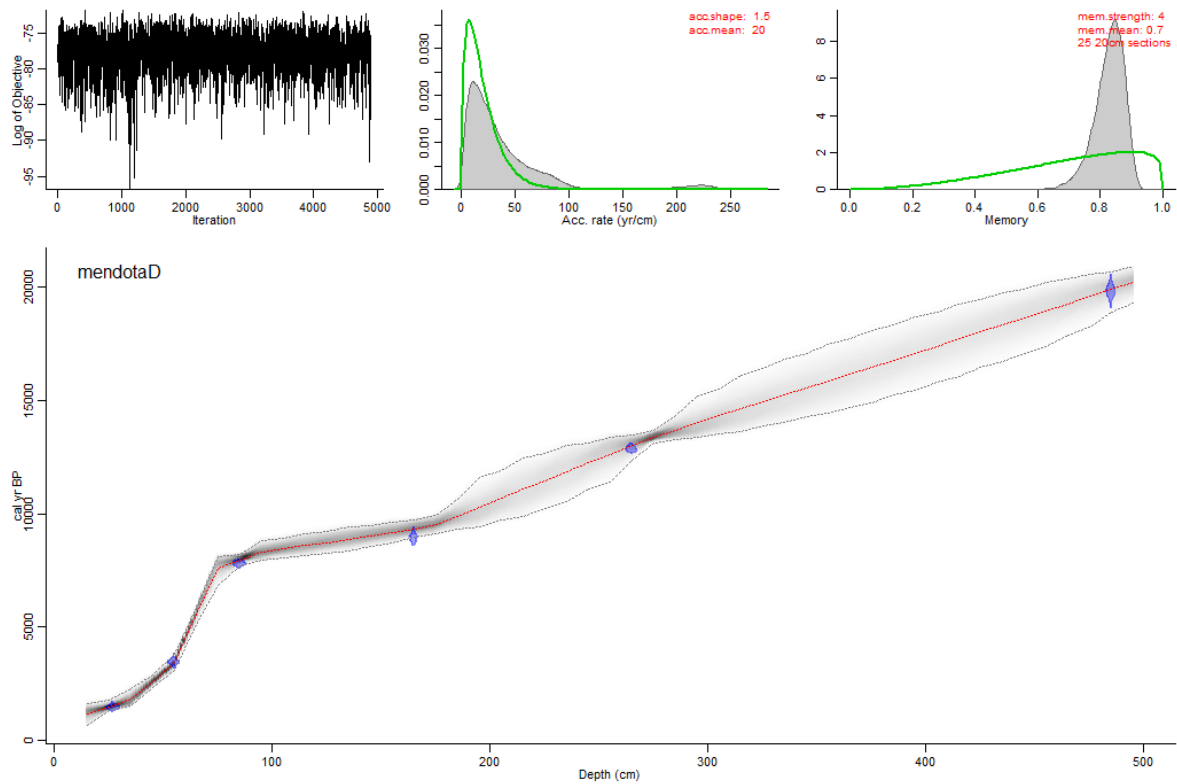 -95 -90 -85 -80 -75
Log of Objective
0 1000 2000 3000 4000 5000
Iteration
acc.shape: 1.5
acc.mean: 20
0.000 0.010 0.020 0.030
0 50 100 150 200 250
Acc. rate (yr/cm)
mem.strength: 4
mem.mean: 0.7
25 20cm sections
0 2 4 6 8
0.0 0.2 0.4 0.6 0.8 1.0
Memory
mendotaD
0 5000 10000 15000 20000
cal yr BP
0 100 200 300 400 500
Depth (cm)